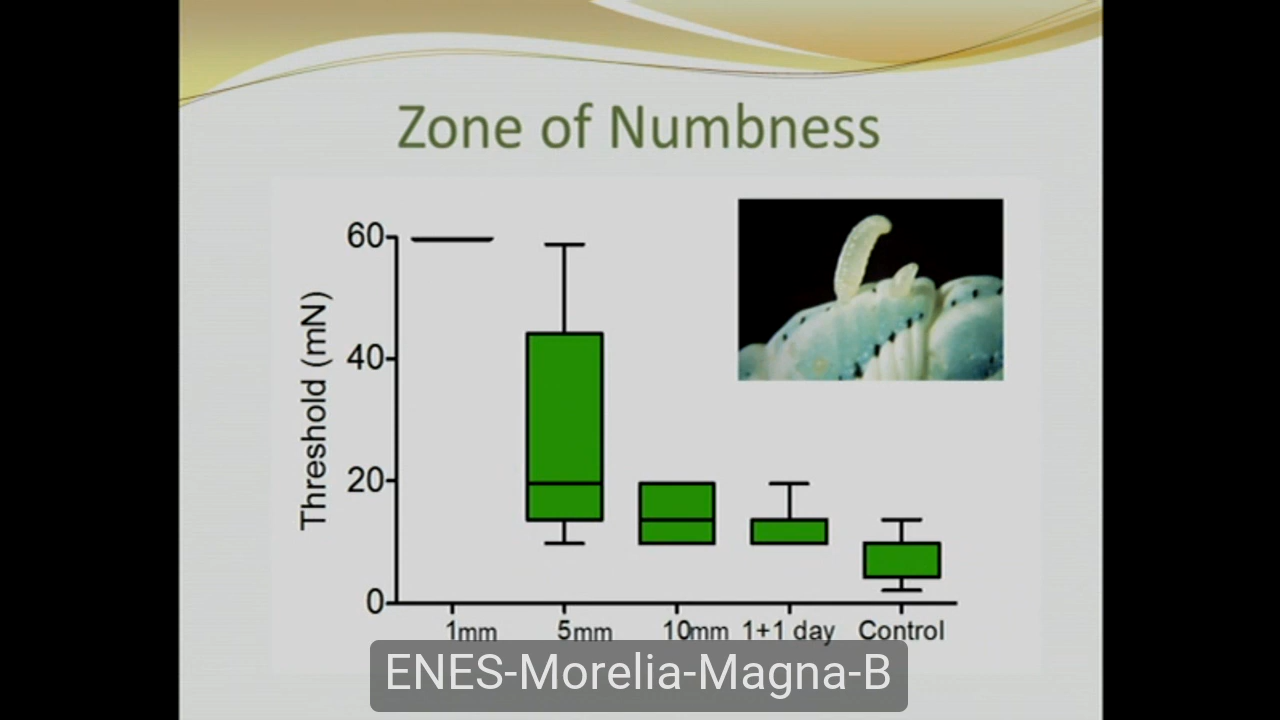 Zone of Numbness
Threshold (mN)
60
40
20
0
1mm 5mm 10mm 1+1 day Control
ENES-Morelia-Magna-B